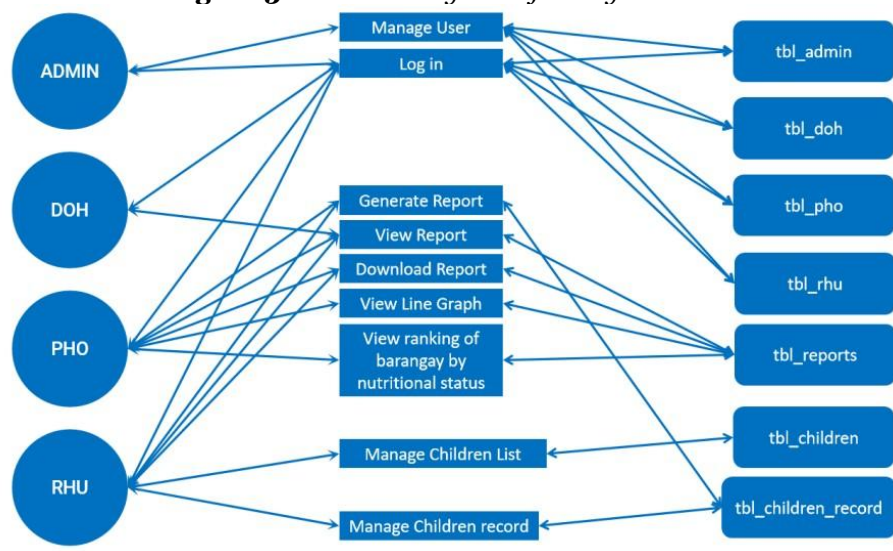 ADMIN
DOH
PHO
RHU
Manage User
Log in
Generate Report
View Report
Download Report
View Line Graph
View ranking of
barangay by
nutritional status
Manage Children List
Manage Children record
tbl_admin
tbl_doh
tbl_pho
tbl_rhu
tbl_reports
tbl_children
tbl_children_record